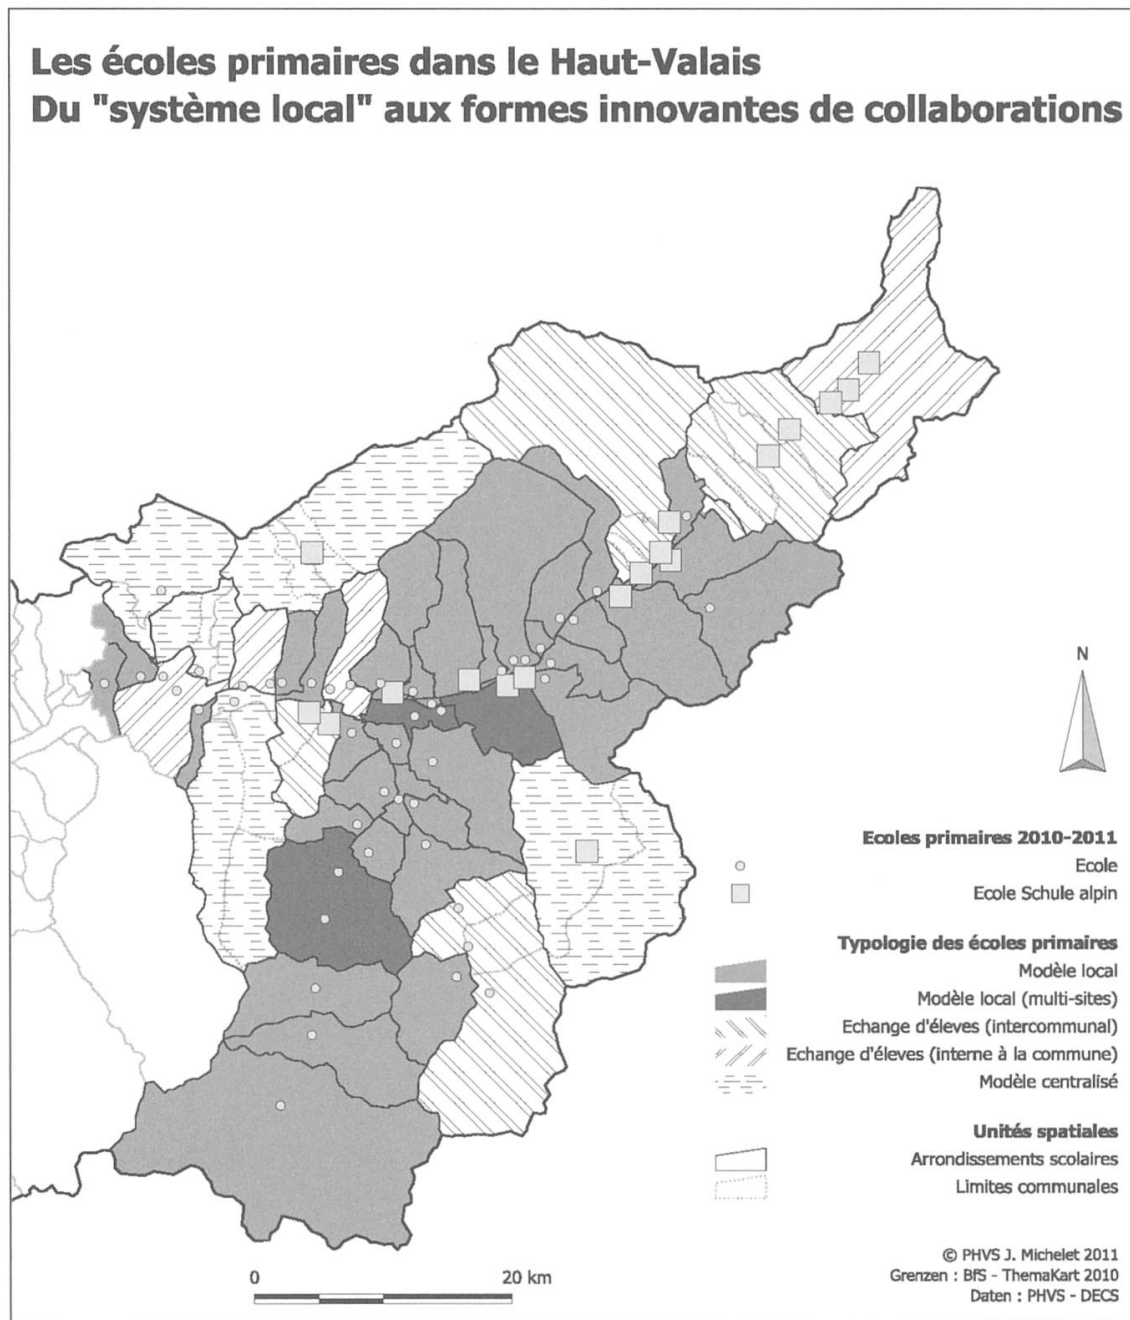 Les écoles primaires dans le Haut-Valais
Du "système local" aux formes innovantes de collaborations
N
Ecoles primaires 2010-2011
Ecole
Ecole Schule alpin
Typologie des écoles primaires
Modèle local
Modèle local (multi-sites)
Echange d'éleves (intercommunal)
Echange d'éleves (interne à la commune)
Modèle centralisé
Unités spatiales
Arrondissements scolaires
Limites communales
© PHVS J. Michelet 2011
Grenzen : BfS - ThemaKart 2010
Daten : PHVS - DECS
0 20 km